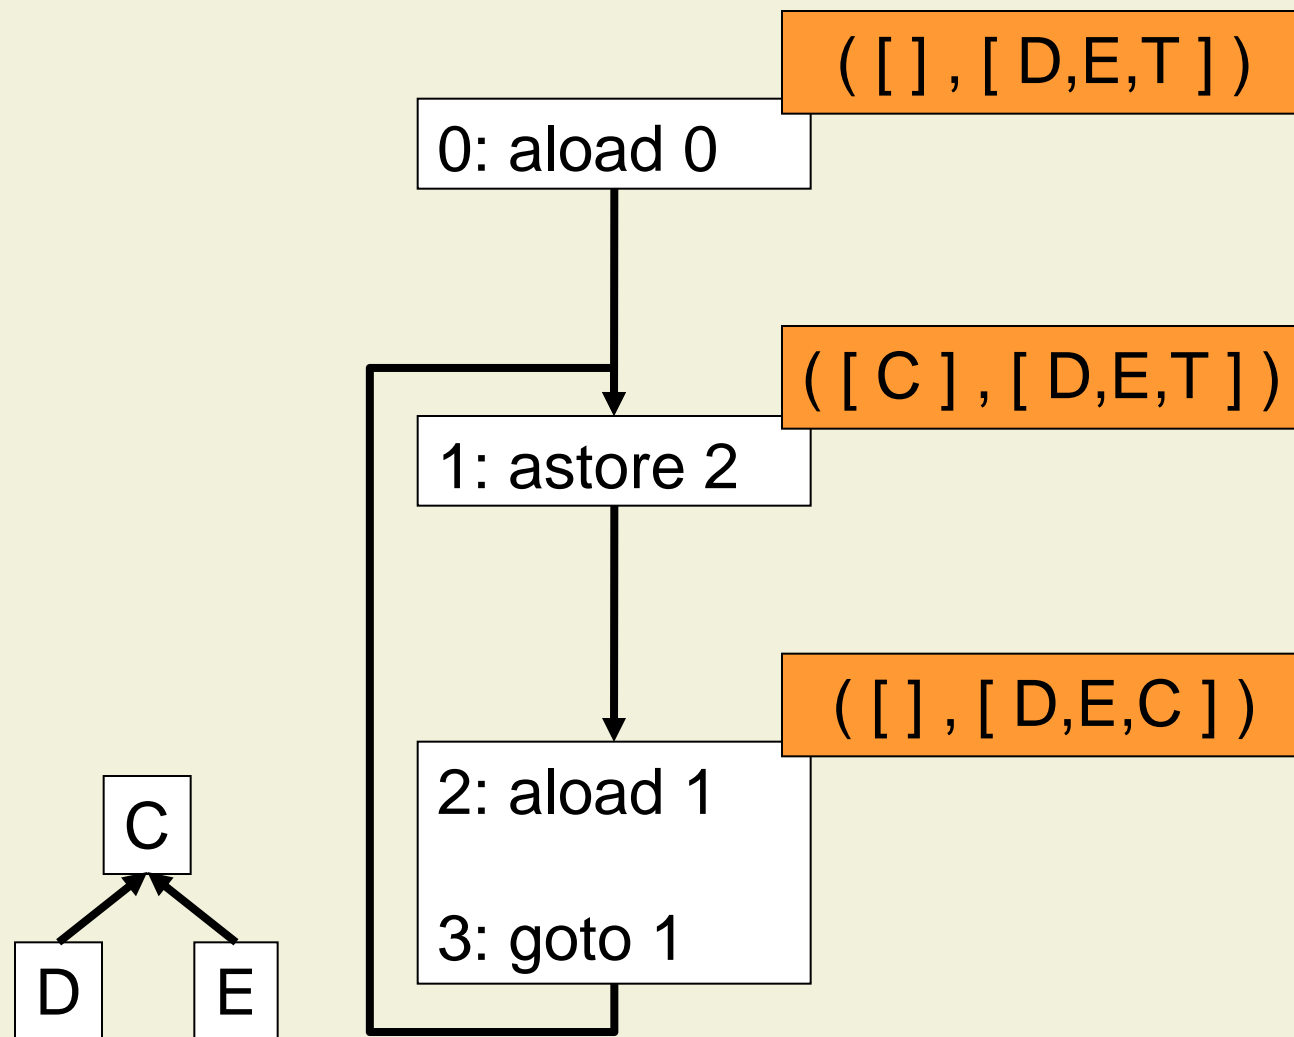 ( [ ] , [ D,E,T ] )
0: aload 0
( [ C ] , [ D,E,T ] )
1: astore 2
( [ ] , [ D,E,C ] )
2: aload 1
3: goto 1
C
D E